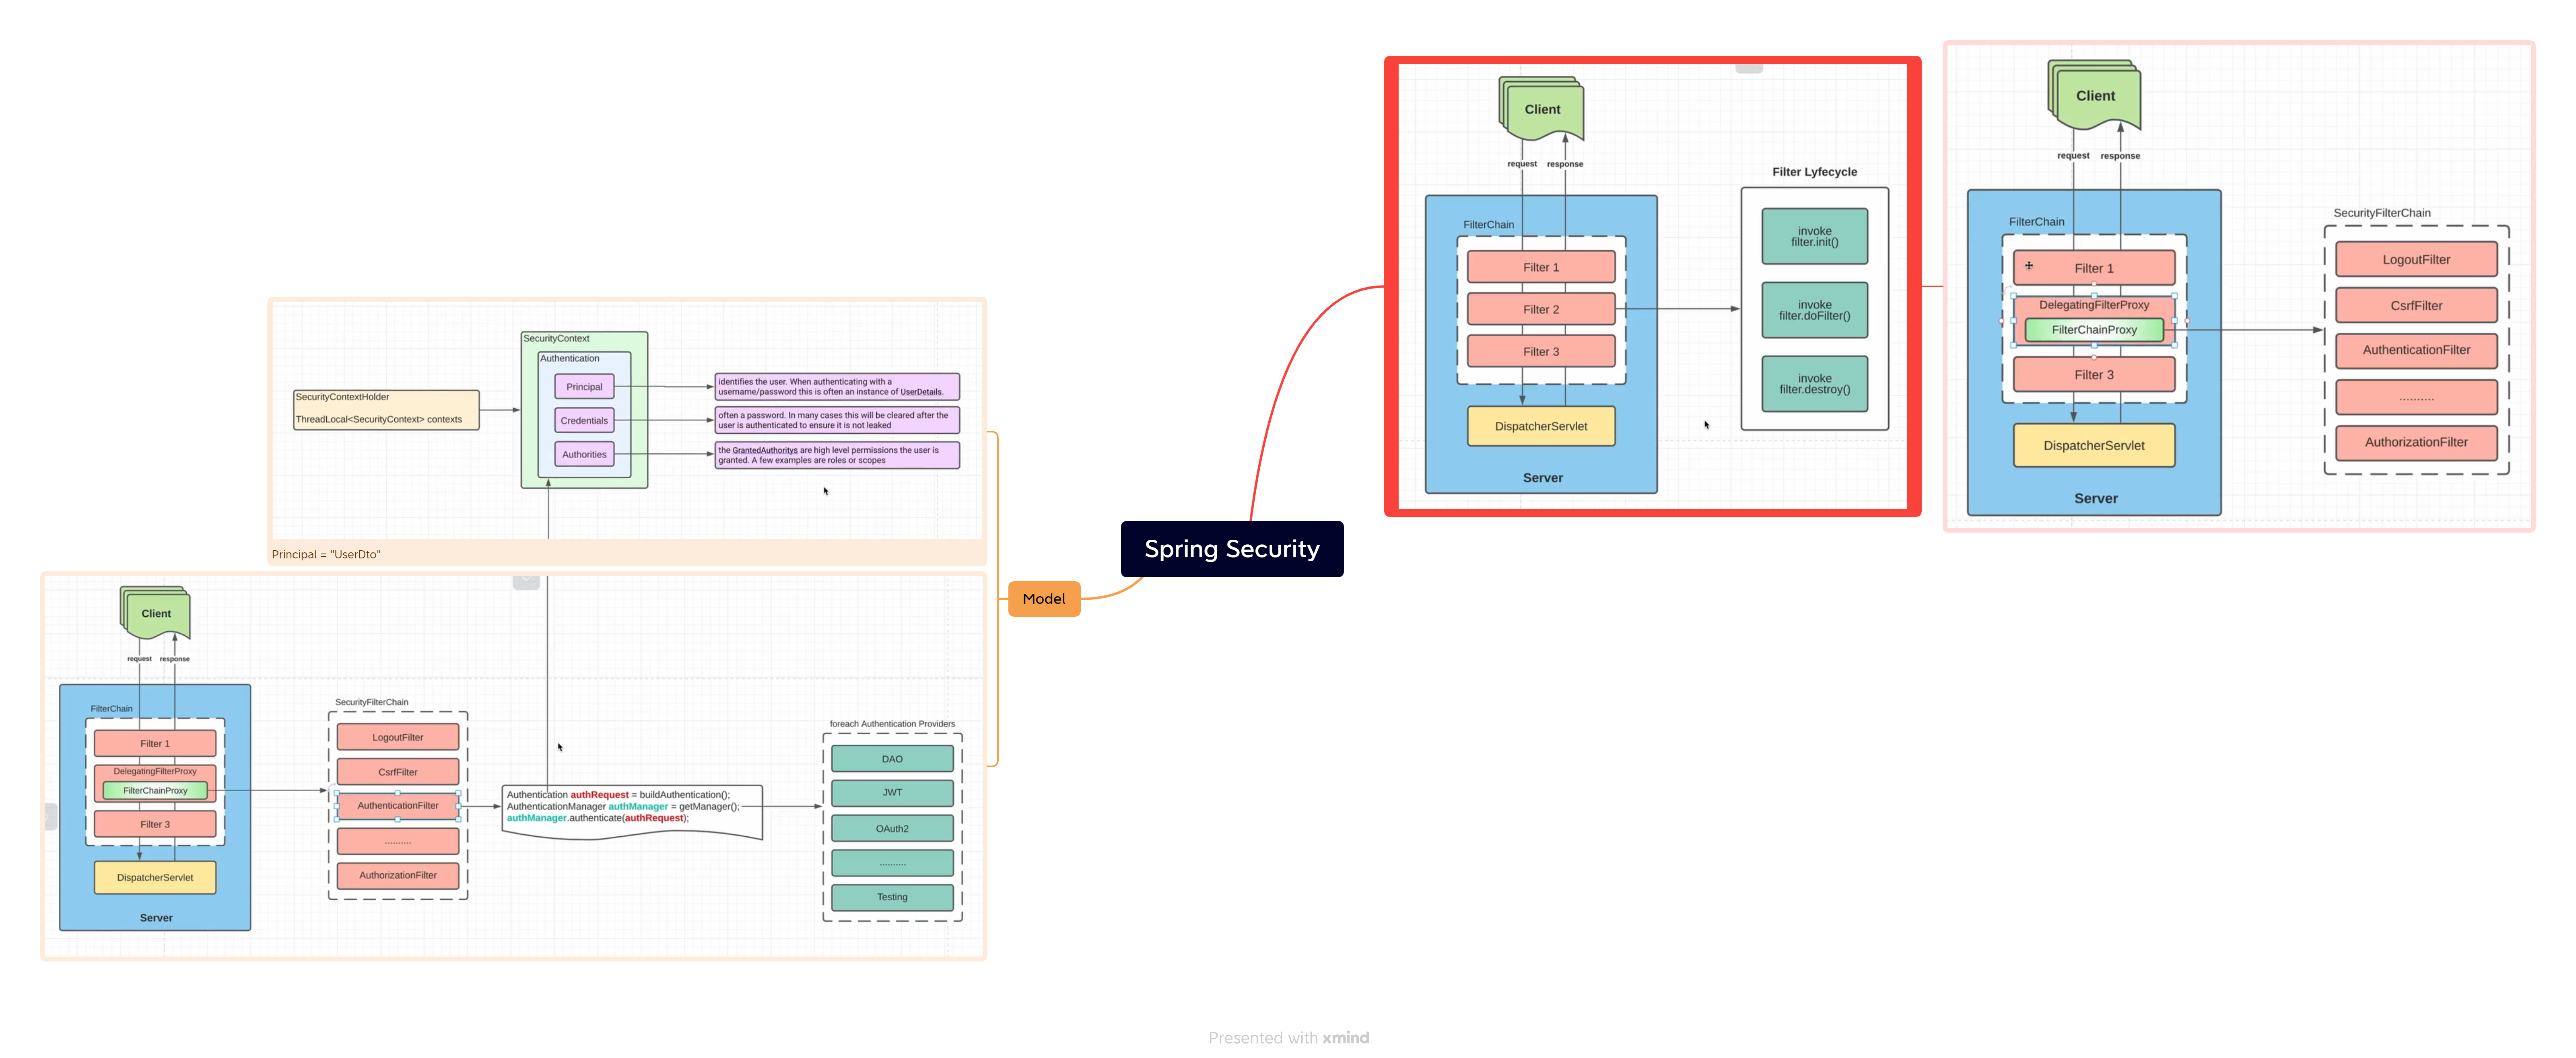 Client
request
response
Filter Lyfecycle
FilterChain
Filter 1
Filter 2
Filter 3
DispatcherServlet
Server
invoke
filter.init()
invoke
filter.doFilter()
invoke
filter.destroy()
Client
request
response
FilterChain
Filter 1
DelegatingFilterProxy
FilterChainProxy
Filter 3
DispatcherServlet
Server
SecurityFilterChain
LogoutFilter
CsrfFilter
AuthenticationFilter
..........
AuthorizationFilter
Spring Security
Model
SecurityContextHolder
ThreadLocal<SecurityContext> contexts
SecurityContext
Authentication
Principal
Credentials
Authorities
identifies the user. When authenticating with a
username/password this is often an instance of UserDetails.
often a password. In many cases this will be cleared after the
user is authenticated to ensure it is not leaked
the GrantedAuthoritys are high level permissions the user is
granted. A few examples are roles or scopes
Principal = "UserDto"
Client
request
response
FilterChain
Filter 1
DelegatingFilterProxy
FilterChainProxy
Filter 3
DispatcherServlet
Server
SecurityFilterChain
LogoutFilter
CsrfFilter
AuthenticationFilter
..........
AuthorizationFilter
Authentication authRequest = buildAuthentication();
AuthenticationManager authManager = getManager();
authManager.authenticate(authRequest);
foreach Authentication Providers
DAO
JWT
OAuth2
..........
Testing
Presented with xmind